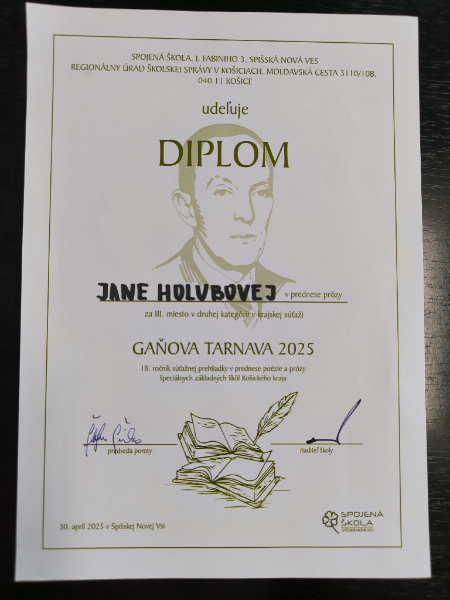 SPOJENÁ ŠKOLA, J. FABINIHO 3, SPIŠSKÁ NOVÁ VES
REGIONÁLNY ÚRAD ŠKOLSKEJ SPRÁVY V KOŠICIACH, MOLDAVSKÁ CESTA 3110/10B,
040 11 KOŠICE
udeľuje
DIPLOM
JANE HOLUBOVEJ v prednese prózy
za III. miesto v druhej kategórii v krajskej súťaži
GAŇOVA TARNAVA 2025
18. ročník súťažnej prehliadky v prednese poézie a prózy
špeciálnych základných škôl Košického kraja
predseda poroty
riaditeľ školy
30. apríl 2025 v Spišskej Novej Vsi
SPOJENÁ
ŠKOLA
SPIŠSKÁ NOVÁ VES